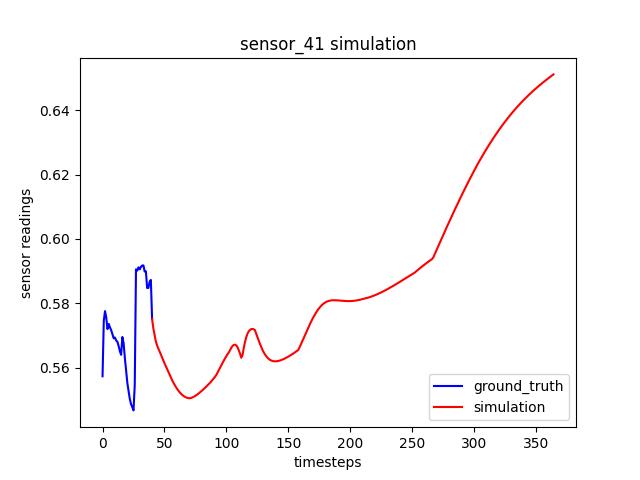 sensor_41 simulation
sensor readings
0.64
0.62
0.60
0.58
0.56
0 50 100 150 200 250 300 350
timesteps
ground_truth
simulation